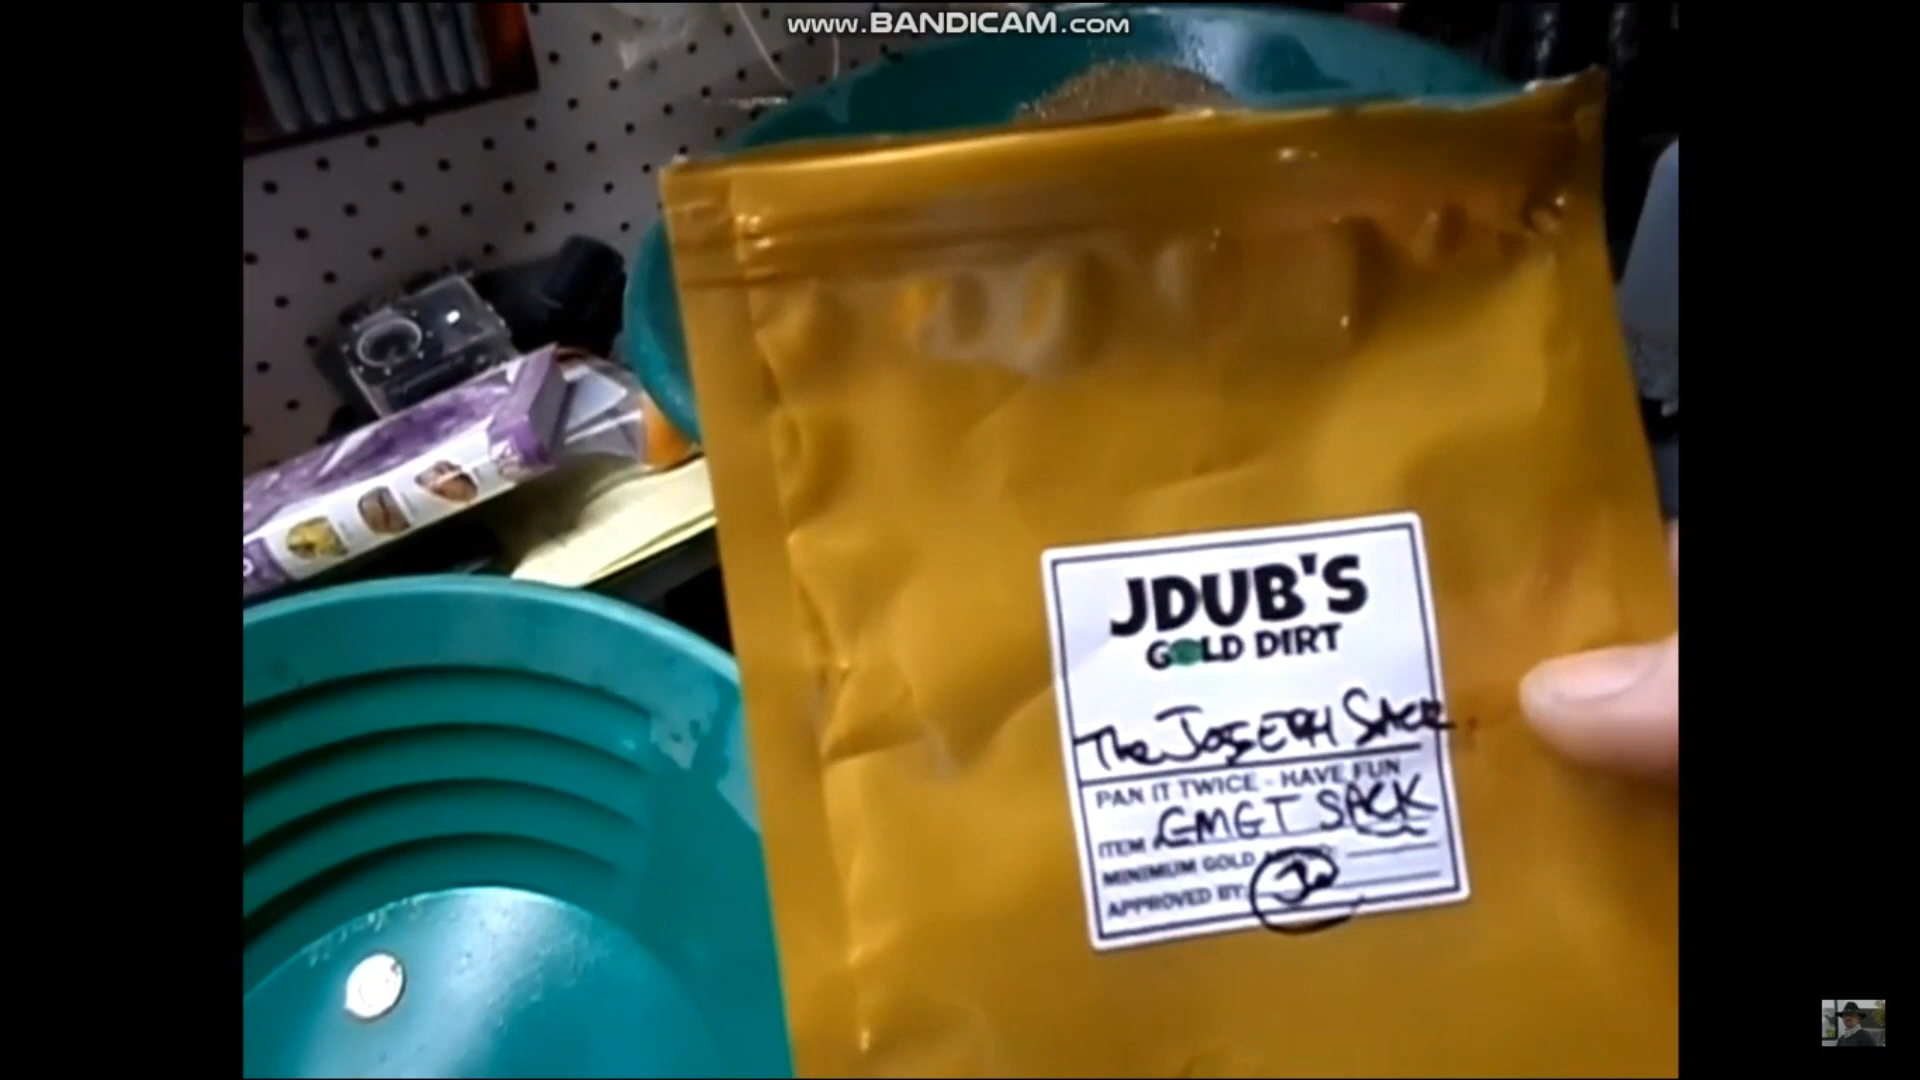 www.BANDICAM.com
JDUB'S
GOLD DIRT
The JOSEPH SACK
PAN IT TWICE - HAVE FUN
ITEM GMGT SACK
MINIMUM GOLD
APPROVED BY: JW